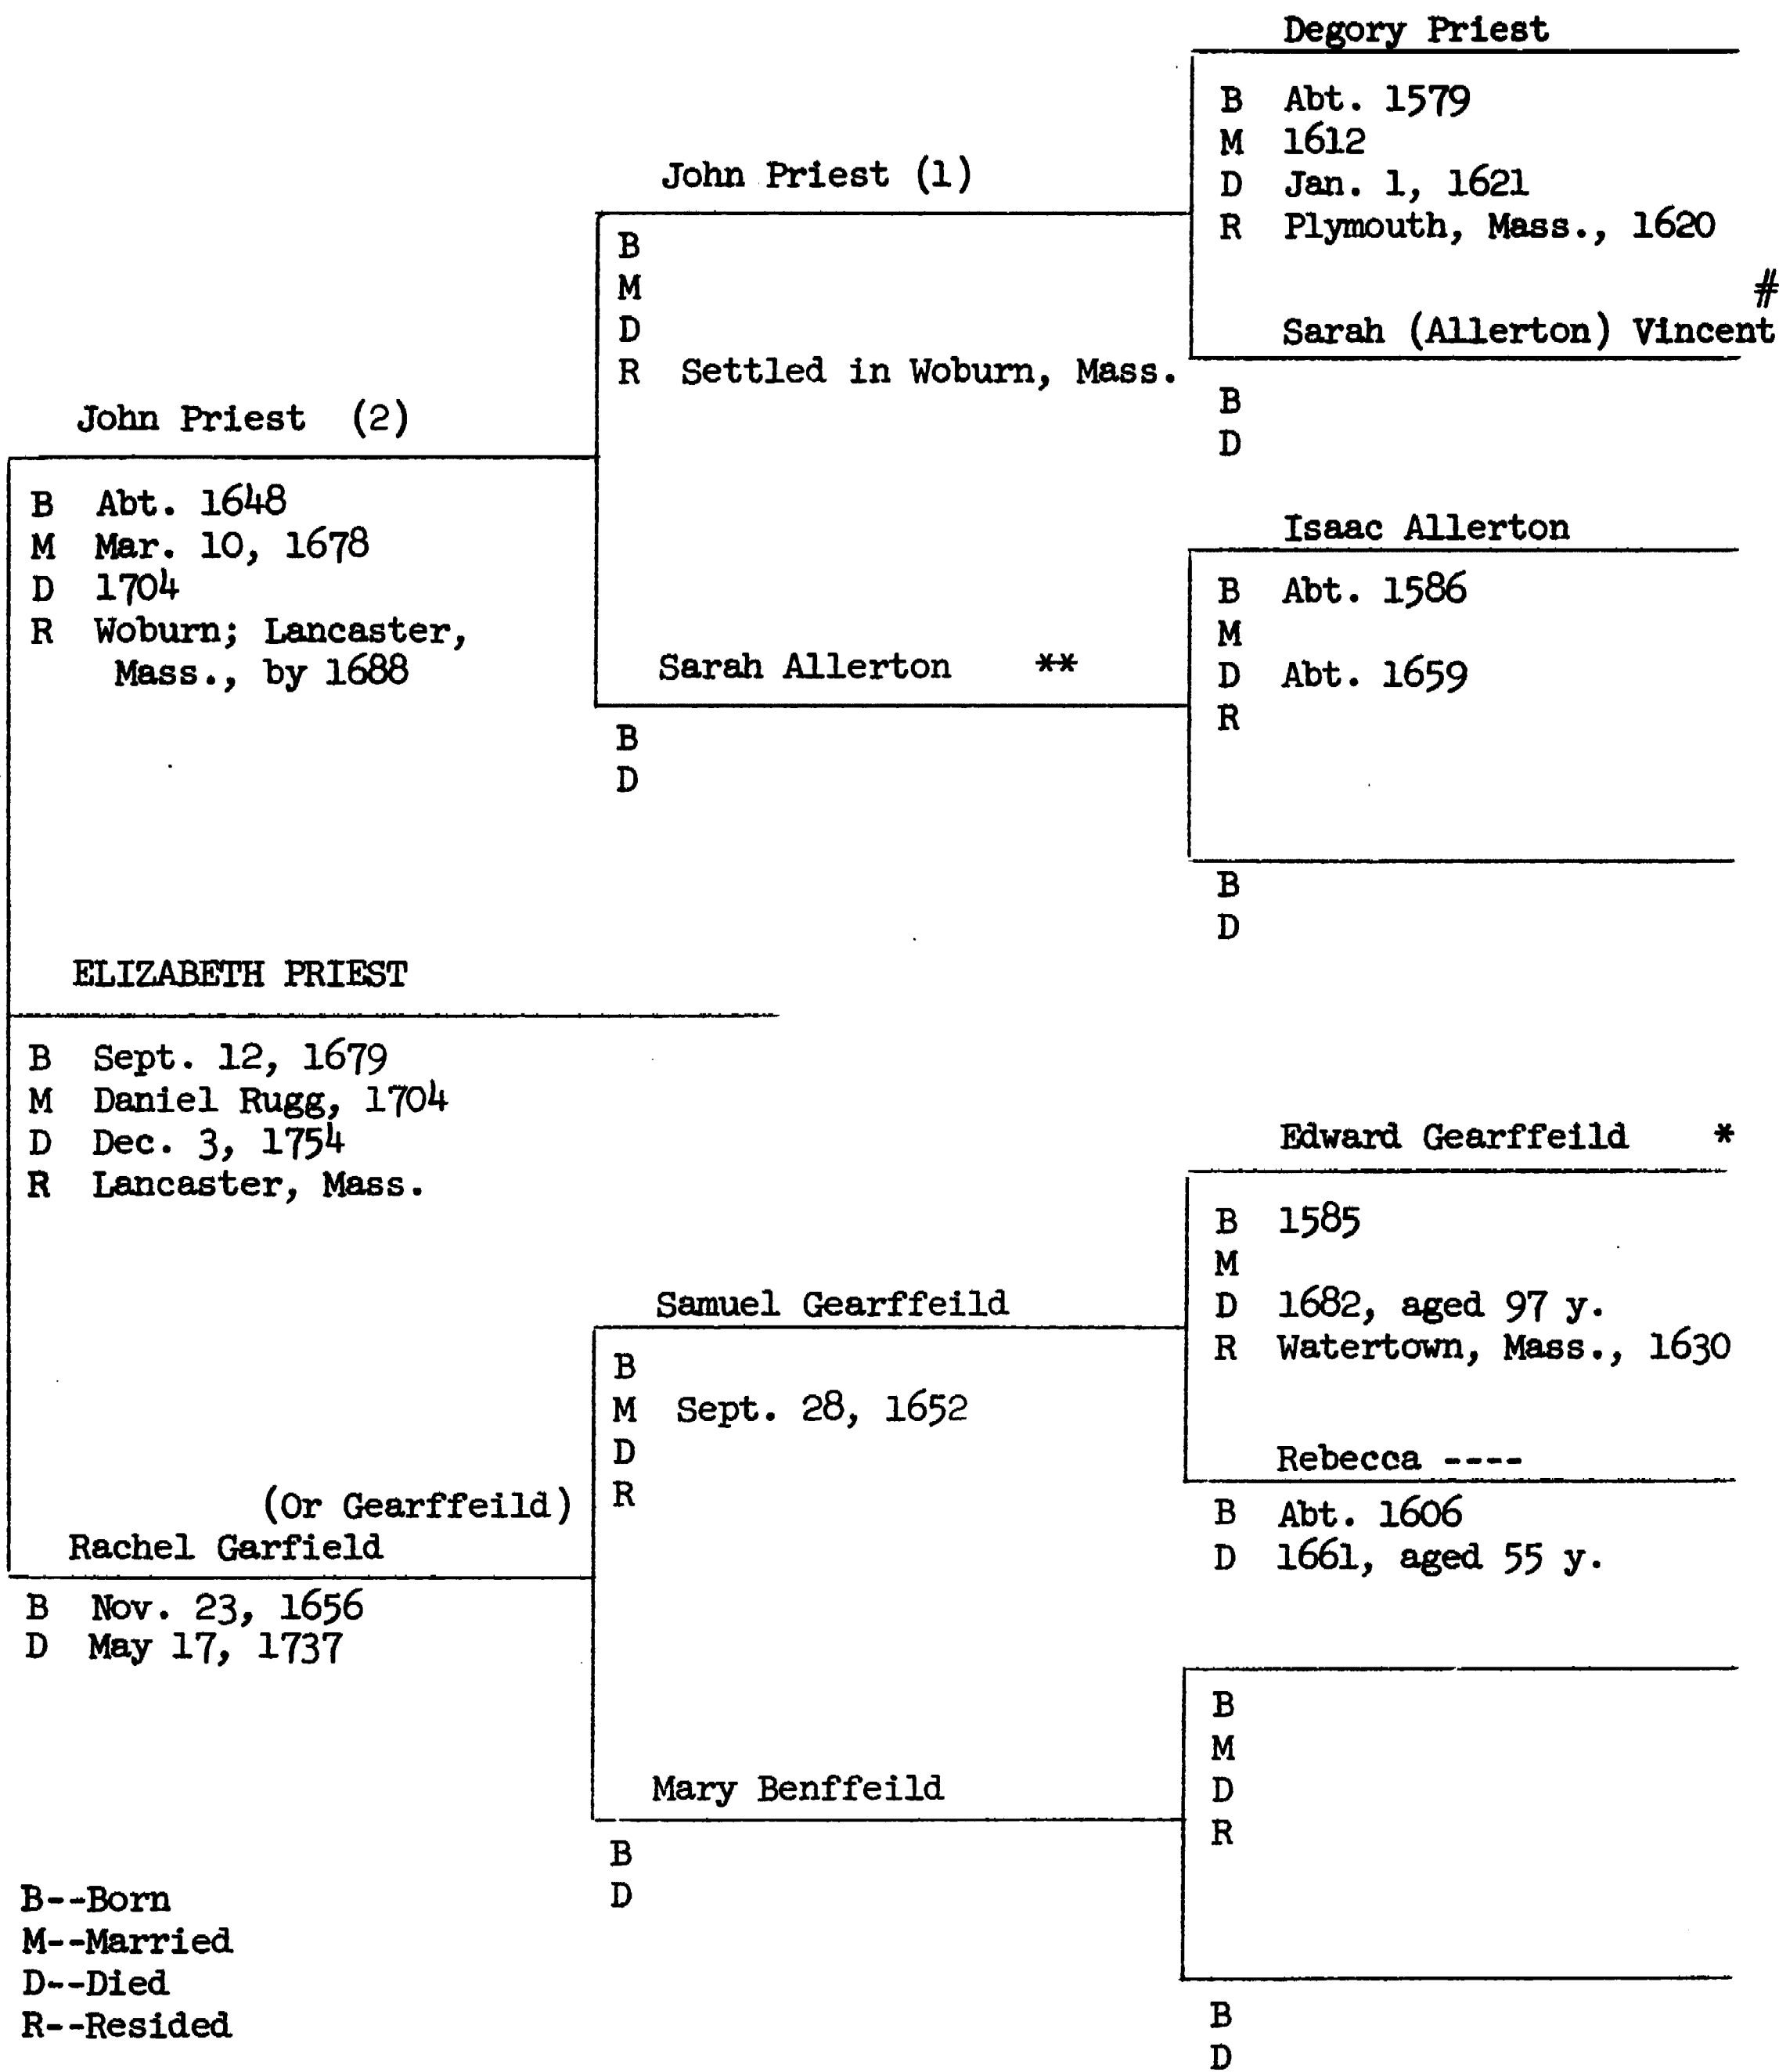 Degory Priest
B Abt. 1579
M 1612
D Jan. 1, 1621
R Plymouth, Mass., 1620
#
Sarah (Allerton) Vincent
B
D
John Priest (1)
B
M
D
R Settled in Woburn, Mass.
John Priest (2)
B Abt. 1648
M Mar. 10, 1678
D 1704
R Woburn; Lancaster,
Mass., by 1688
Isaac Allerton
B Abt. 1586
M
D Abt. 1659
R
B
D
Sarah Allerton **
B
D
ELIZABETH PRIEST
B Sept. 12, 1679
M Daniel Rugg, 1704
D Dec. 3, 1754
R Lancaster, Mass.
Edward Gearffeild *
B 1585
M
D 1682, aged 97 y.
R Watertown, Mass., 1630
Rebecca ----
B Abt. 1606
D 1661, aged 55 y.
Samuel Gearffeild
B
M Sept. 28, 1652
D
R
(Or Gearffeild)
Rachel Garfield
B Nov. 23, 1656
D May 17, 1737
B
M
D
R
B
D
Mary Benffeild
B
D
B--Born
M--Married
D--Died
R--Resided